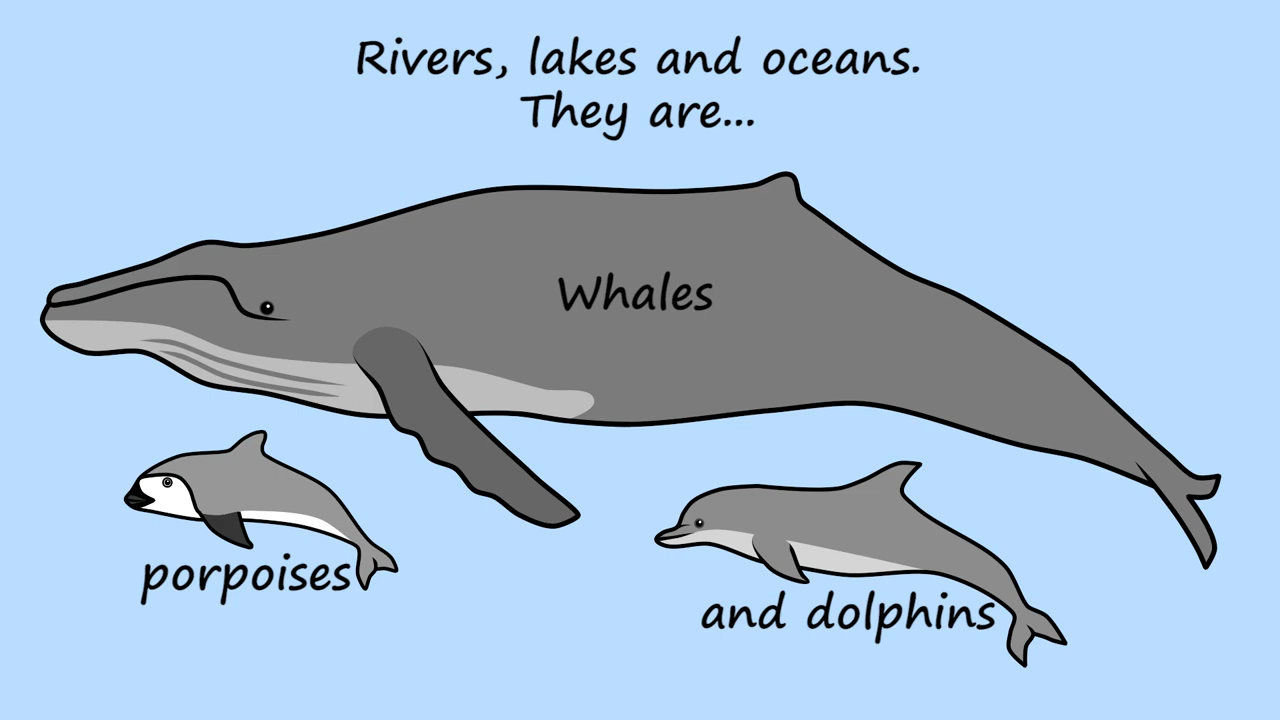 Rivers, lakes and oceans.
They are...
Whales
porpoises
and dolphins